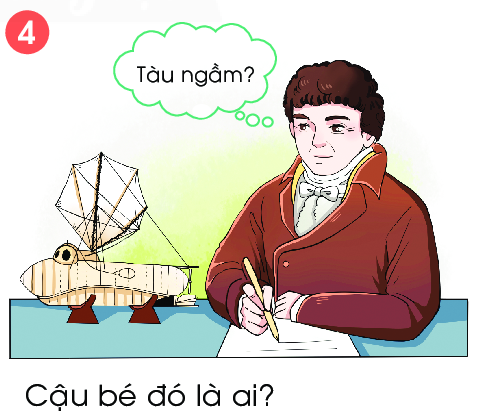 4
Tàu ngầm?
Cậu bé đó là ai?